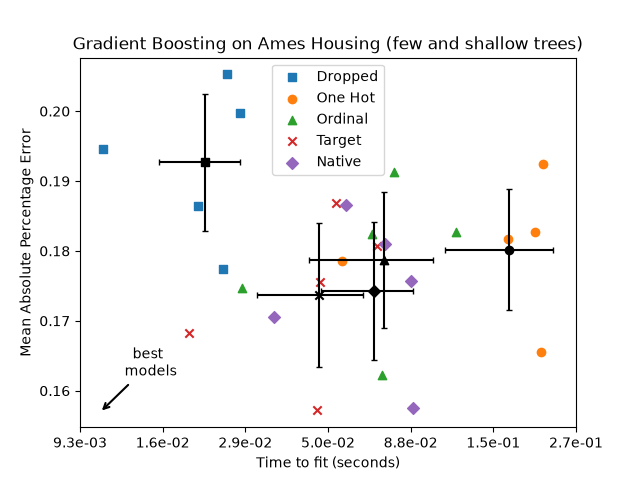 Gradient Boosting on Ames Housing (few and shallow trees)
Dropped
One Hot
Ordinal
Target
Native
Mean Absolute Percentage Error
0.20
0.19
0.18
0.17
0.16
best
models
9.3e-03 1.6e-02 2.9e-02 5.0e-02 8.8e-02 1.5e-01 2.7e-01
Time to fit (seconds)